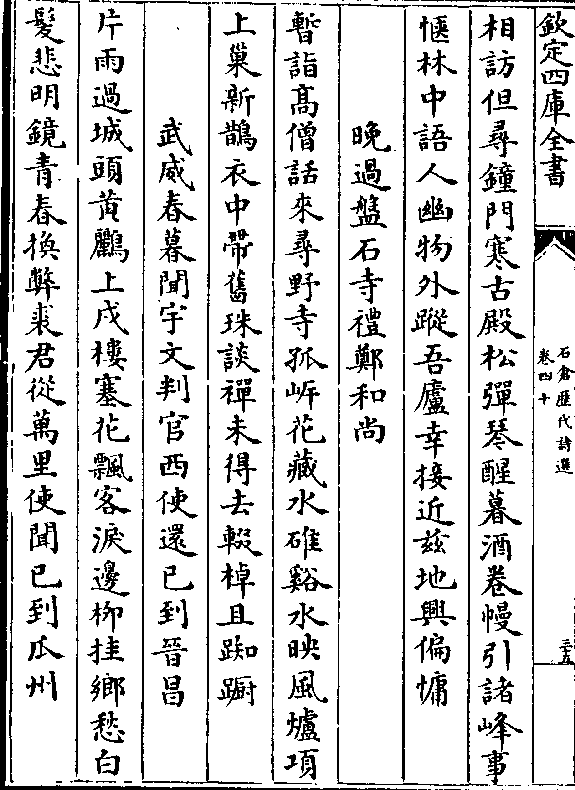 欽定四庫全書
石倉歷代詩選
卷四十
三五
相訪但尋鐘門寒古殿松彈琴醒暮酒卷幔引諸峰事
愜林中語人幽物外蹤吾廬幸接近兹地興偏慵
晚過盤石寺禮鄭和尚
暫詣髙僧話來尋野寺孤岍花藏水碓谿水映風爐項
上巢新鵲衣中帶舊珠談禪未得去輟棹且踟蹰
武威春暮聞宇文判官西使還已到晉昌
片雨過城頭黄鸝上戍樓塞花飄客淚邊柳挂鄉愁白
髮悲明鏡青春換弊裘君從萬里使聞已到瓜州